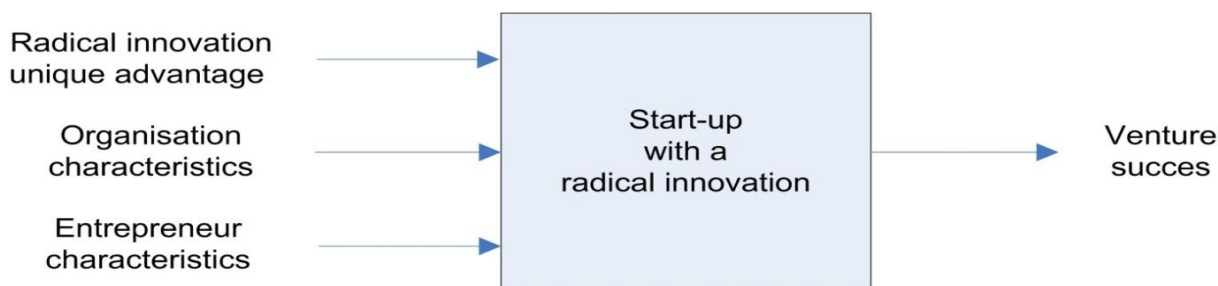 Radical innovation
unique advantage
Organisation
characteristics
Entrepreneur
characteristics
Start-up
with a
radical innovation
Venture
succes